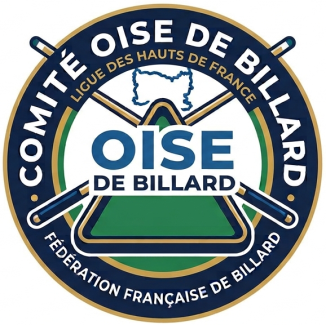 COMITÉ OISE DE BILLARD
LIGUE DES HAUTS DE FRANCE
OISE
DE BILLARD
FÉDÉRATION FRANÇAISE DE BILLARD